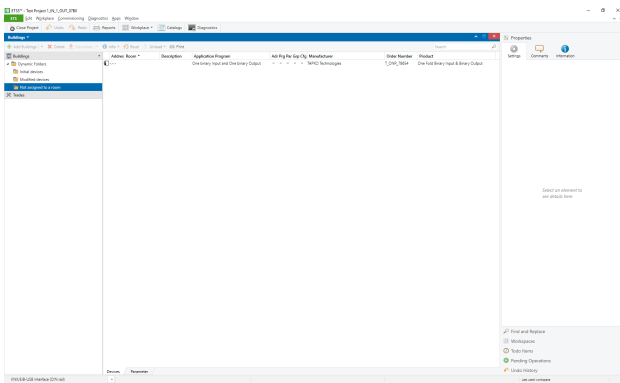 ETS5™ - Test Project 1_IN_1_OUT_STBK
ETS Edit Workplace Commissioning Diagnostics Apps Window
Close Project Undo Redo Reports Workplace Catalogs Diagnostics
Buildings
Add Buildings Delete Download Info Reset Unload Print Search
Buildings
Dynamic Folders
Initial devices
Modified devices
Not assigned to a room
Trades
Address Room Description Application Program Adr Prg Par Grp Cfg Manufacturer Order Number Product
-.-.- One Binary Input and One Binary Output - - - - - TAPKO Technologies One Fold Binary Input & Binary Output
Devices Parameter
Properties
Settings Comments Information
Select an element to
see details here
Find and Replace
Workspaces
Todo Items
Pending Operations
Undo History
Last used workspace